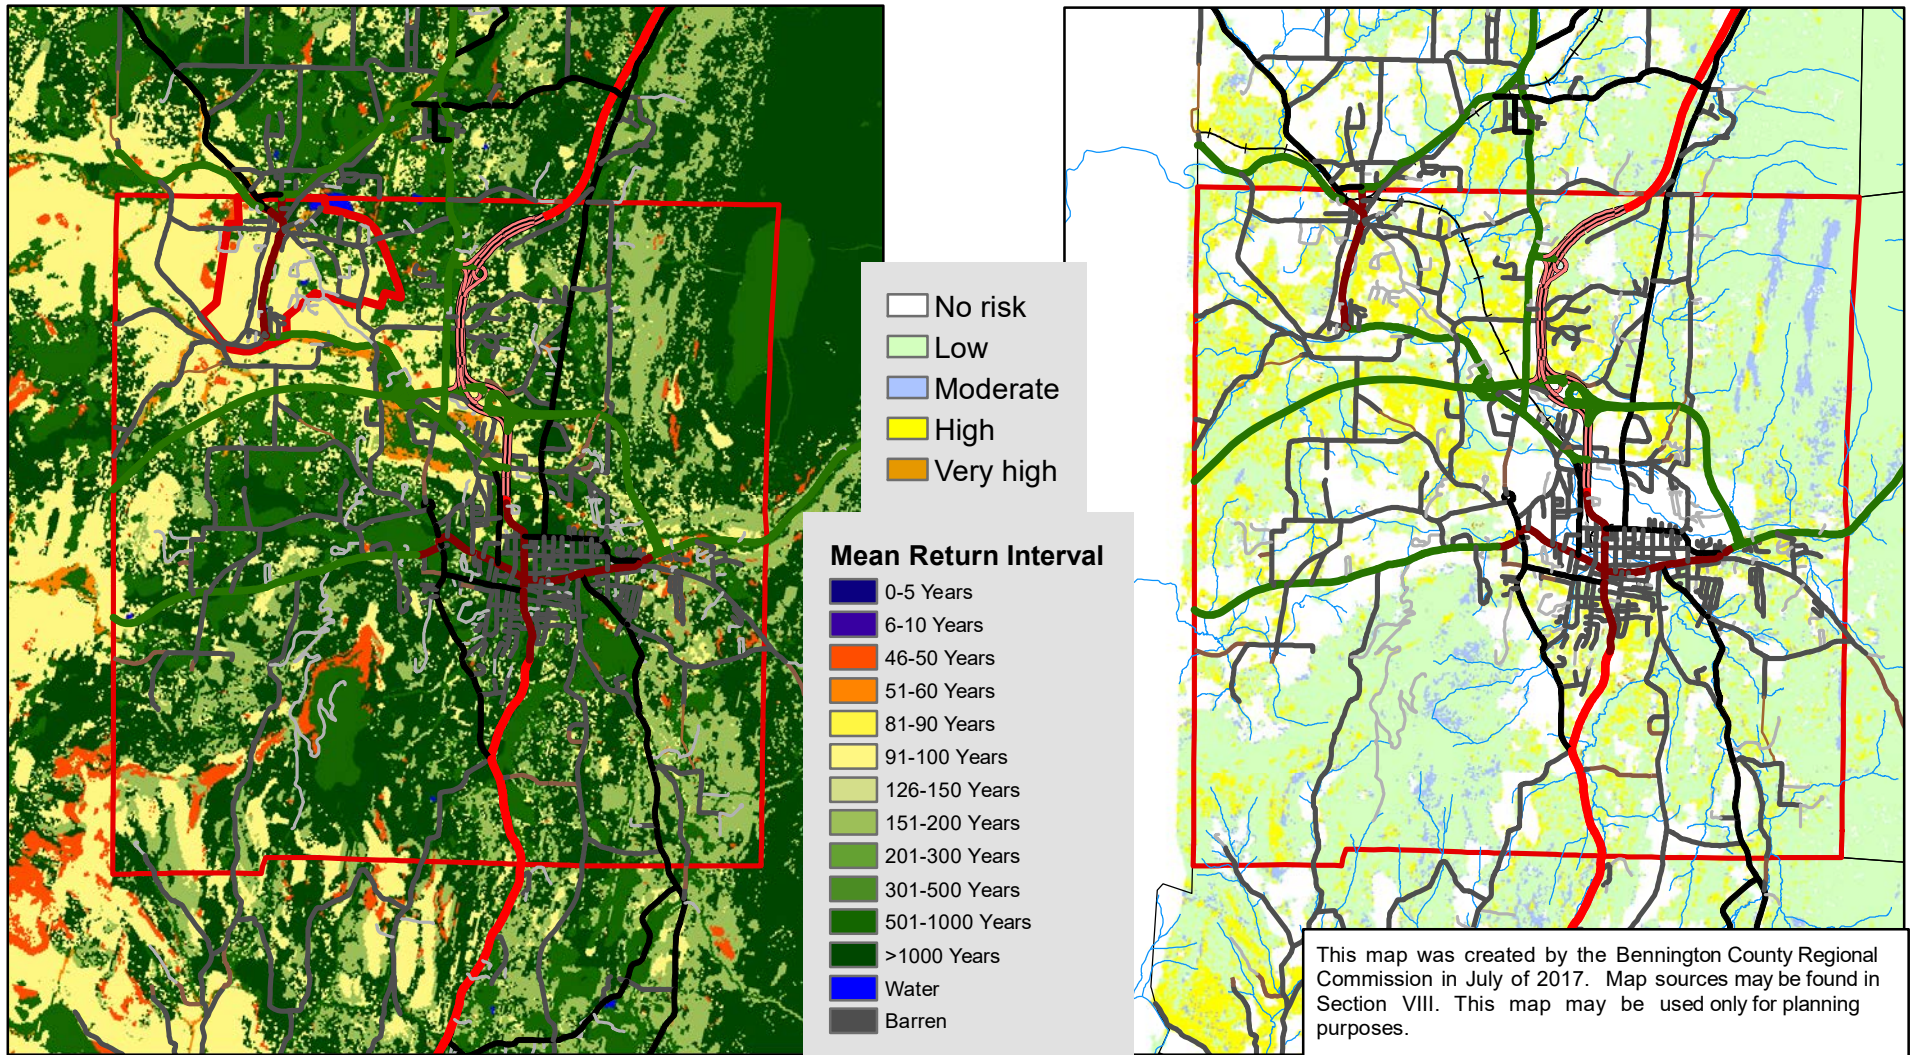 No risk
Low
Moderate
High
Very high
Mean Return Interval
0-5 Years
6-10 Years
46-50 Years
51-60 Years
81-90 Years
91-100 Years
126-150 Years
151-200 Years
201-300 Years
301-500 Years
501-1000 Years
>1000 Years
Water
Barren
This map was created by the Bennington County Regional
Commission in July of 2017. Map sources may be found in
Section VIII. This map may be used only for planning
purposes.